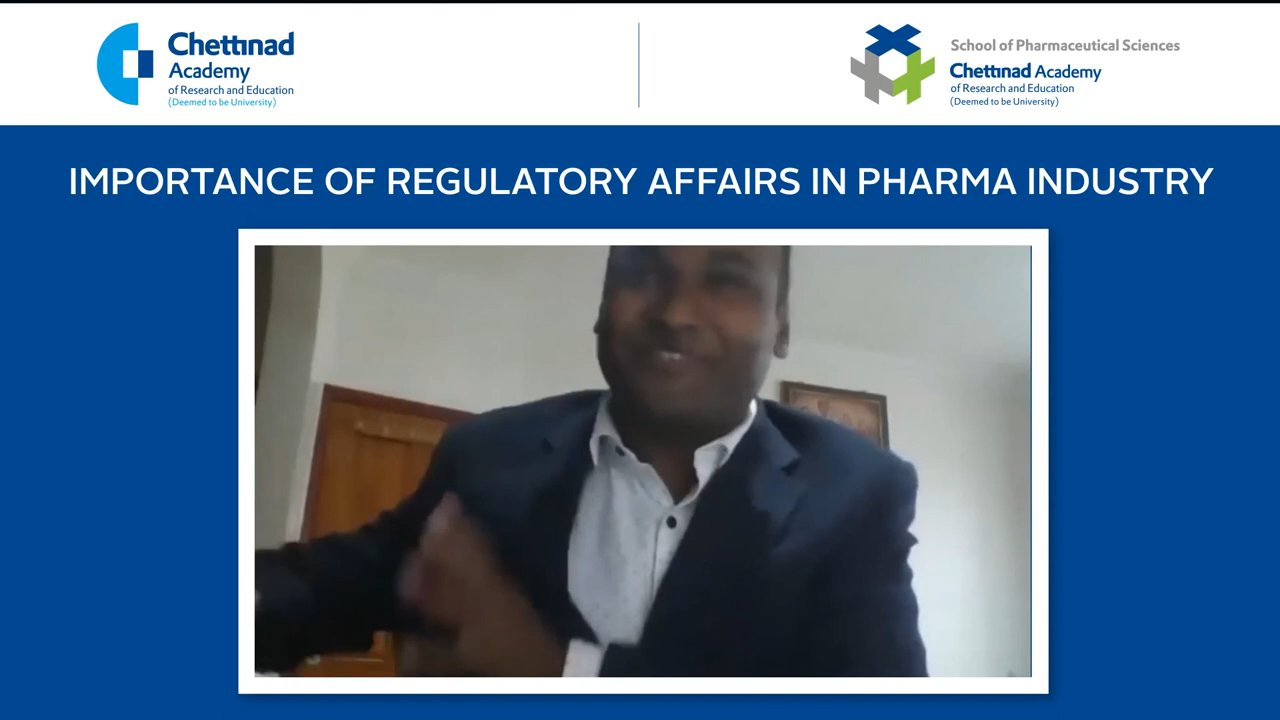 Chettinad
Academy
of Research and Education
(Deemed to be University)
School of Pharmaceutical Sciences
Chettinad Academy
of Research and Education
(Deemed to be University)
IMPORTANCE OF REGULATORY AFFAIRS IN PHARMA INDUSTRY